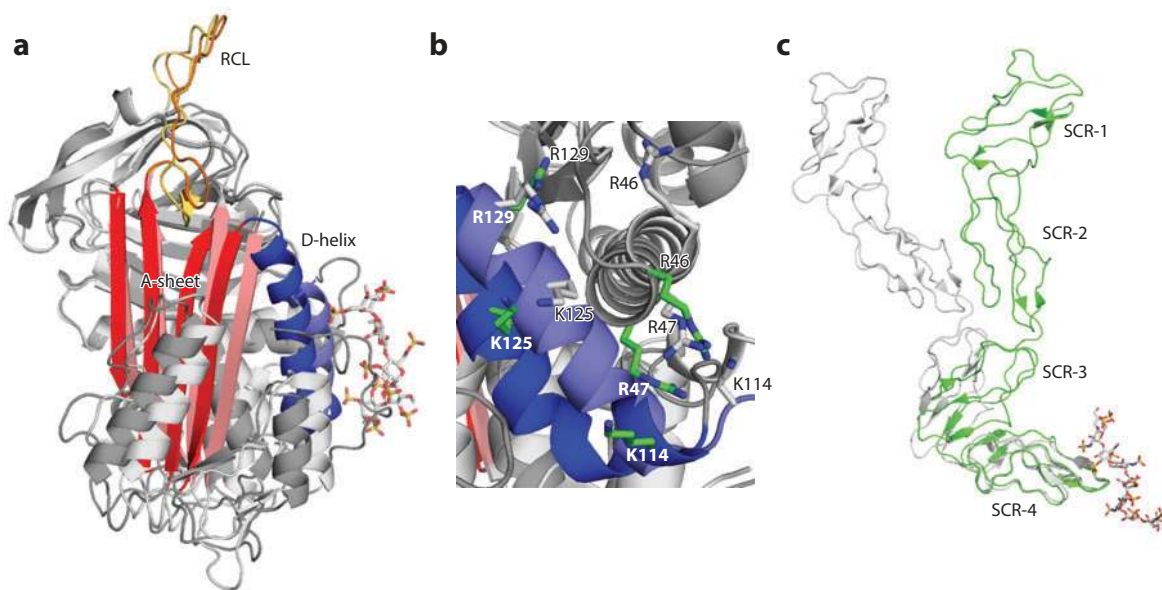 a
RCL
D-helix
A-sheet
b
R129
R46
R129
R46
K125
R47
K125
K114
R47
K114
c
SCR-1
SCR-2
SCR-3
SCR-4